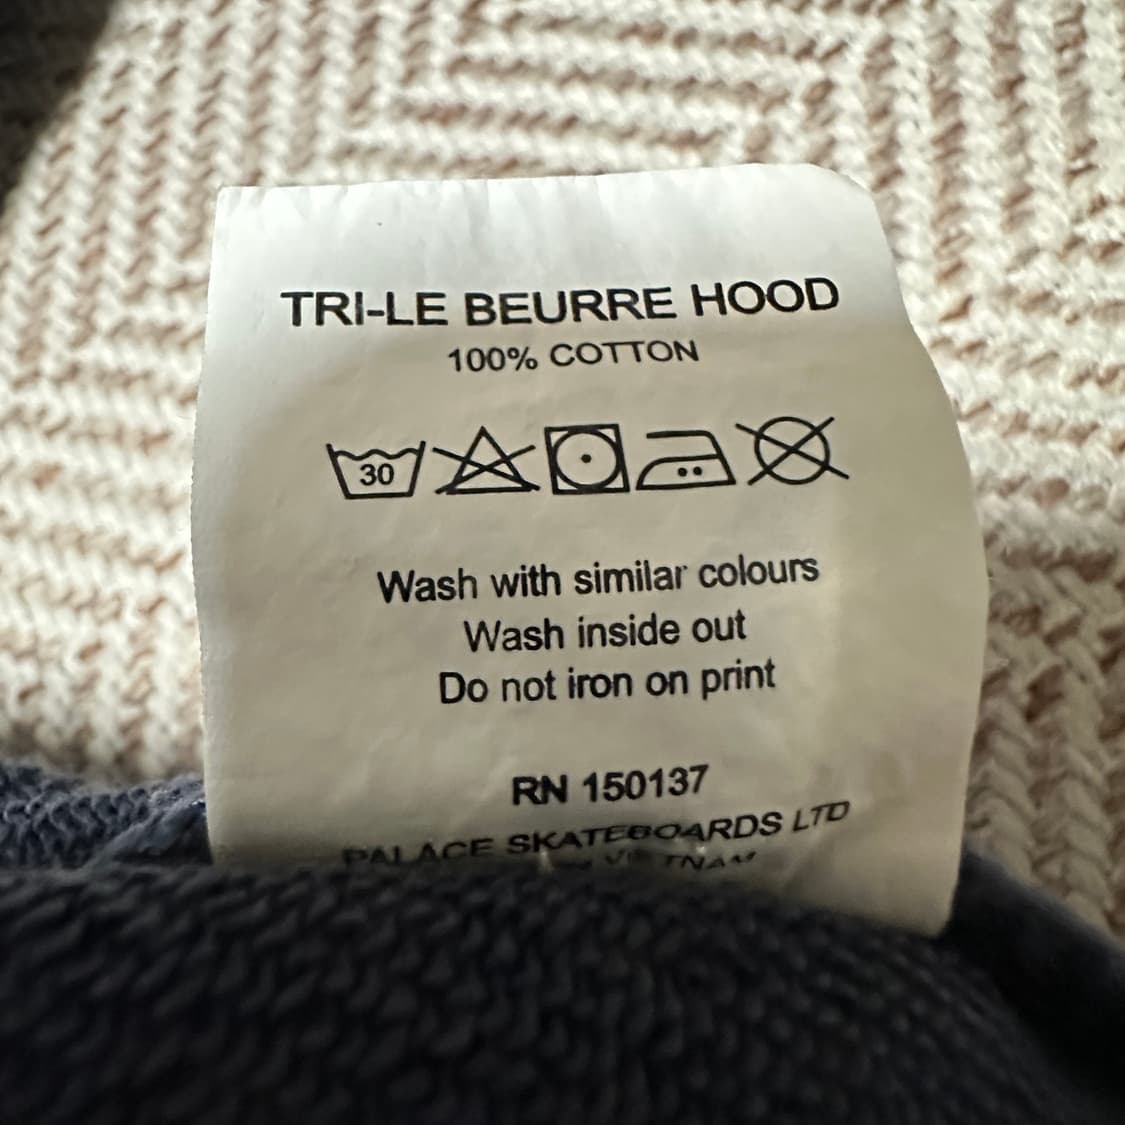 TRI-LE BEURRE HOOD
100% COTTON
30
Wash with similar colours
Wash inside out
Do not iron on print
RN 150137
PALACE SKATEBOARDS LTD
VIETNAM